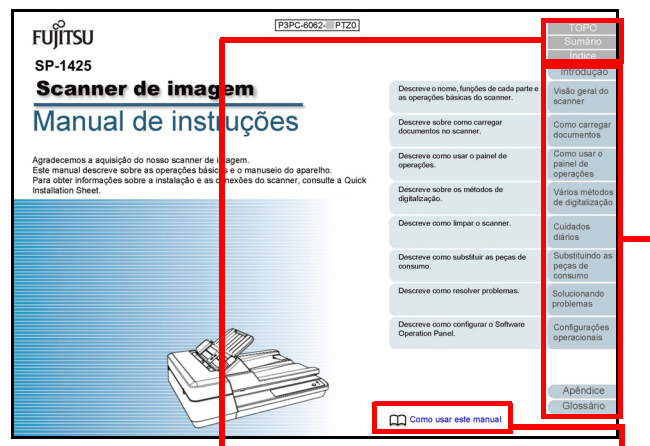 FUJITSU
P3PC-6062- PTZ0
SP-1425
Scanner de imagem
Manual de instruções
Agradecemos a aquisição do nosso scanner de imagem.
Este manual descreve sobre as operações básicas e o manuseio do aparelho.
Para obter informações sobre a instalação e as conexões do scanner, consulte a Quick
Installation Sheet.
Descreve o nome, funções de cada parte e
as operações básicas do scanner.
Descreve sobre como carregar
documentos no scanner.
Descreve como usar o painel de
operações.
Descreve sobre os métodos de
digitalização.
Descreve como limpar o scanner.
Descreve como substituir as peças de
consumo.
Descreve como resolver problemas.
Descreve como configurar o Software
Operation Panel.
Como usar este manual
TOPO
Sumário
Índice
Introdução
Visão geral do
scanner
Como carregar
documentos
Como usar o
painel de
operações
Vários métodos
de digitalização
Cuidados
diários
Substituindo as
peças de
consumo
Solucionando
problemas
Configurações
operacionais
Apêndice
Glossário